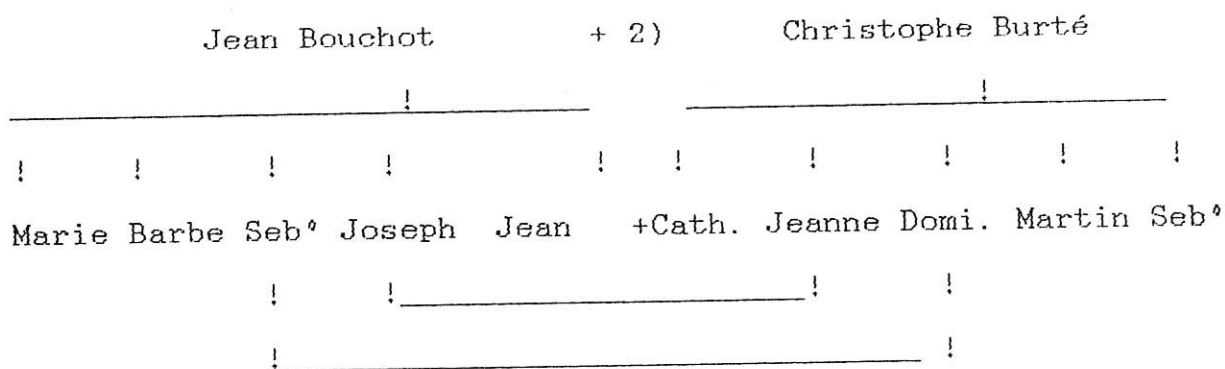 Jean Bouchot + 2) Christophe Burté
! !
! ! ! ! ! ! ! ! ! !
Marie Barbe Seb° Joseph Jean +Cath. Jeanne Domi. Martin Seb°
! ! ! !
! !